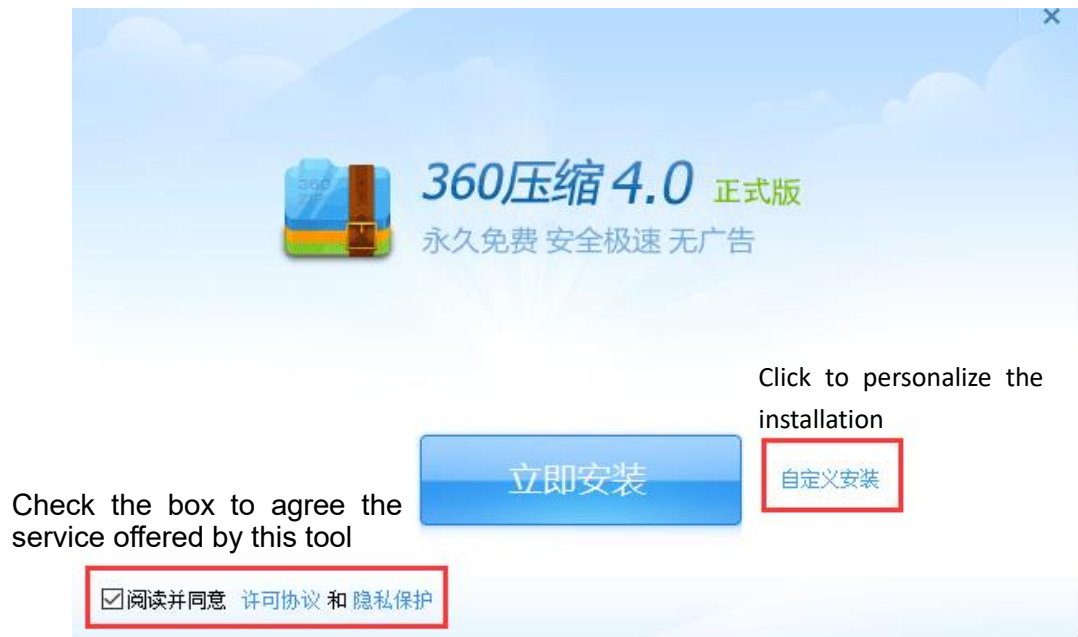 360压缩 4.0 正式版
永久免费 安全极速 无广告
Click to personalize the
installation
立即安装
自定义安装
Check the box to agree the
service offered by this tool
阅读并同意 许可协议 和 隐私保护